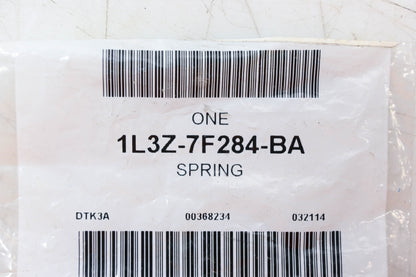 ONE
1L3Z-7F284-BA
SPRING
DTK3A 00368234 032114